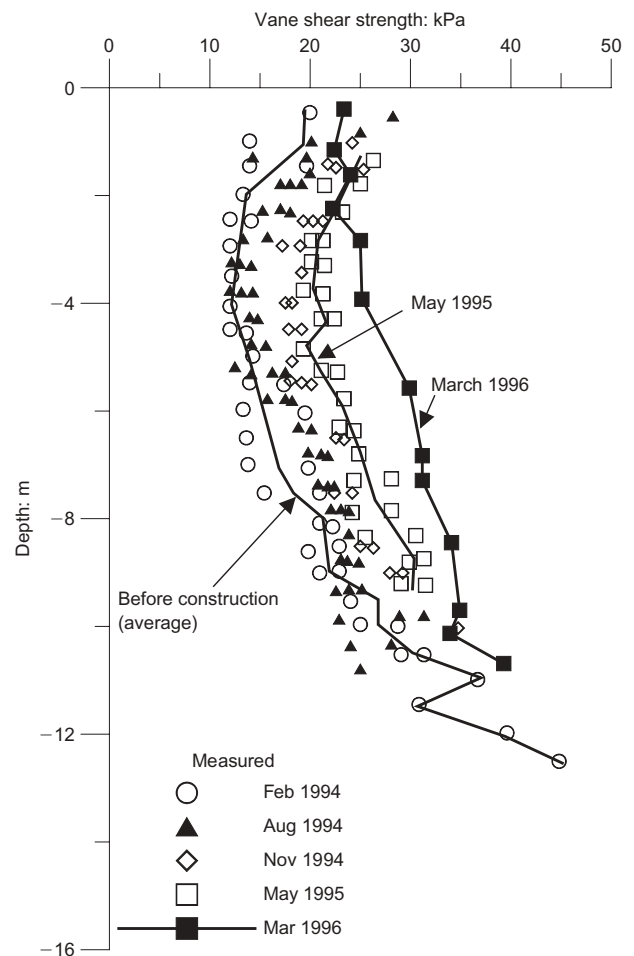 Vane shear strength: kPa
0 10 20 30 40 50
0
−4
−8
−12
−16
Depth: m
May 1995
March 1996
Before construction
(average)
Measured
Feb 1994
Aug 1994
Nov 1994
May 1995
Mar 1996